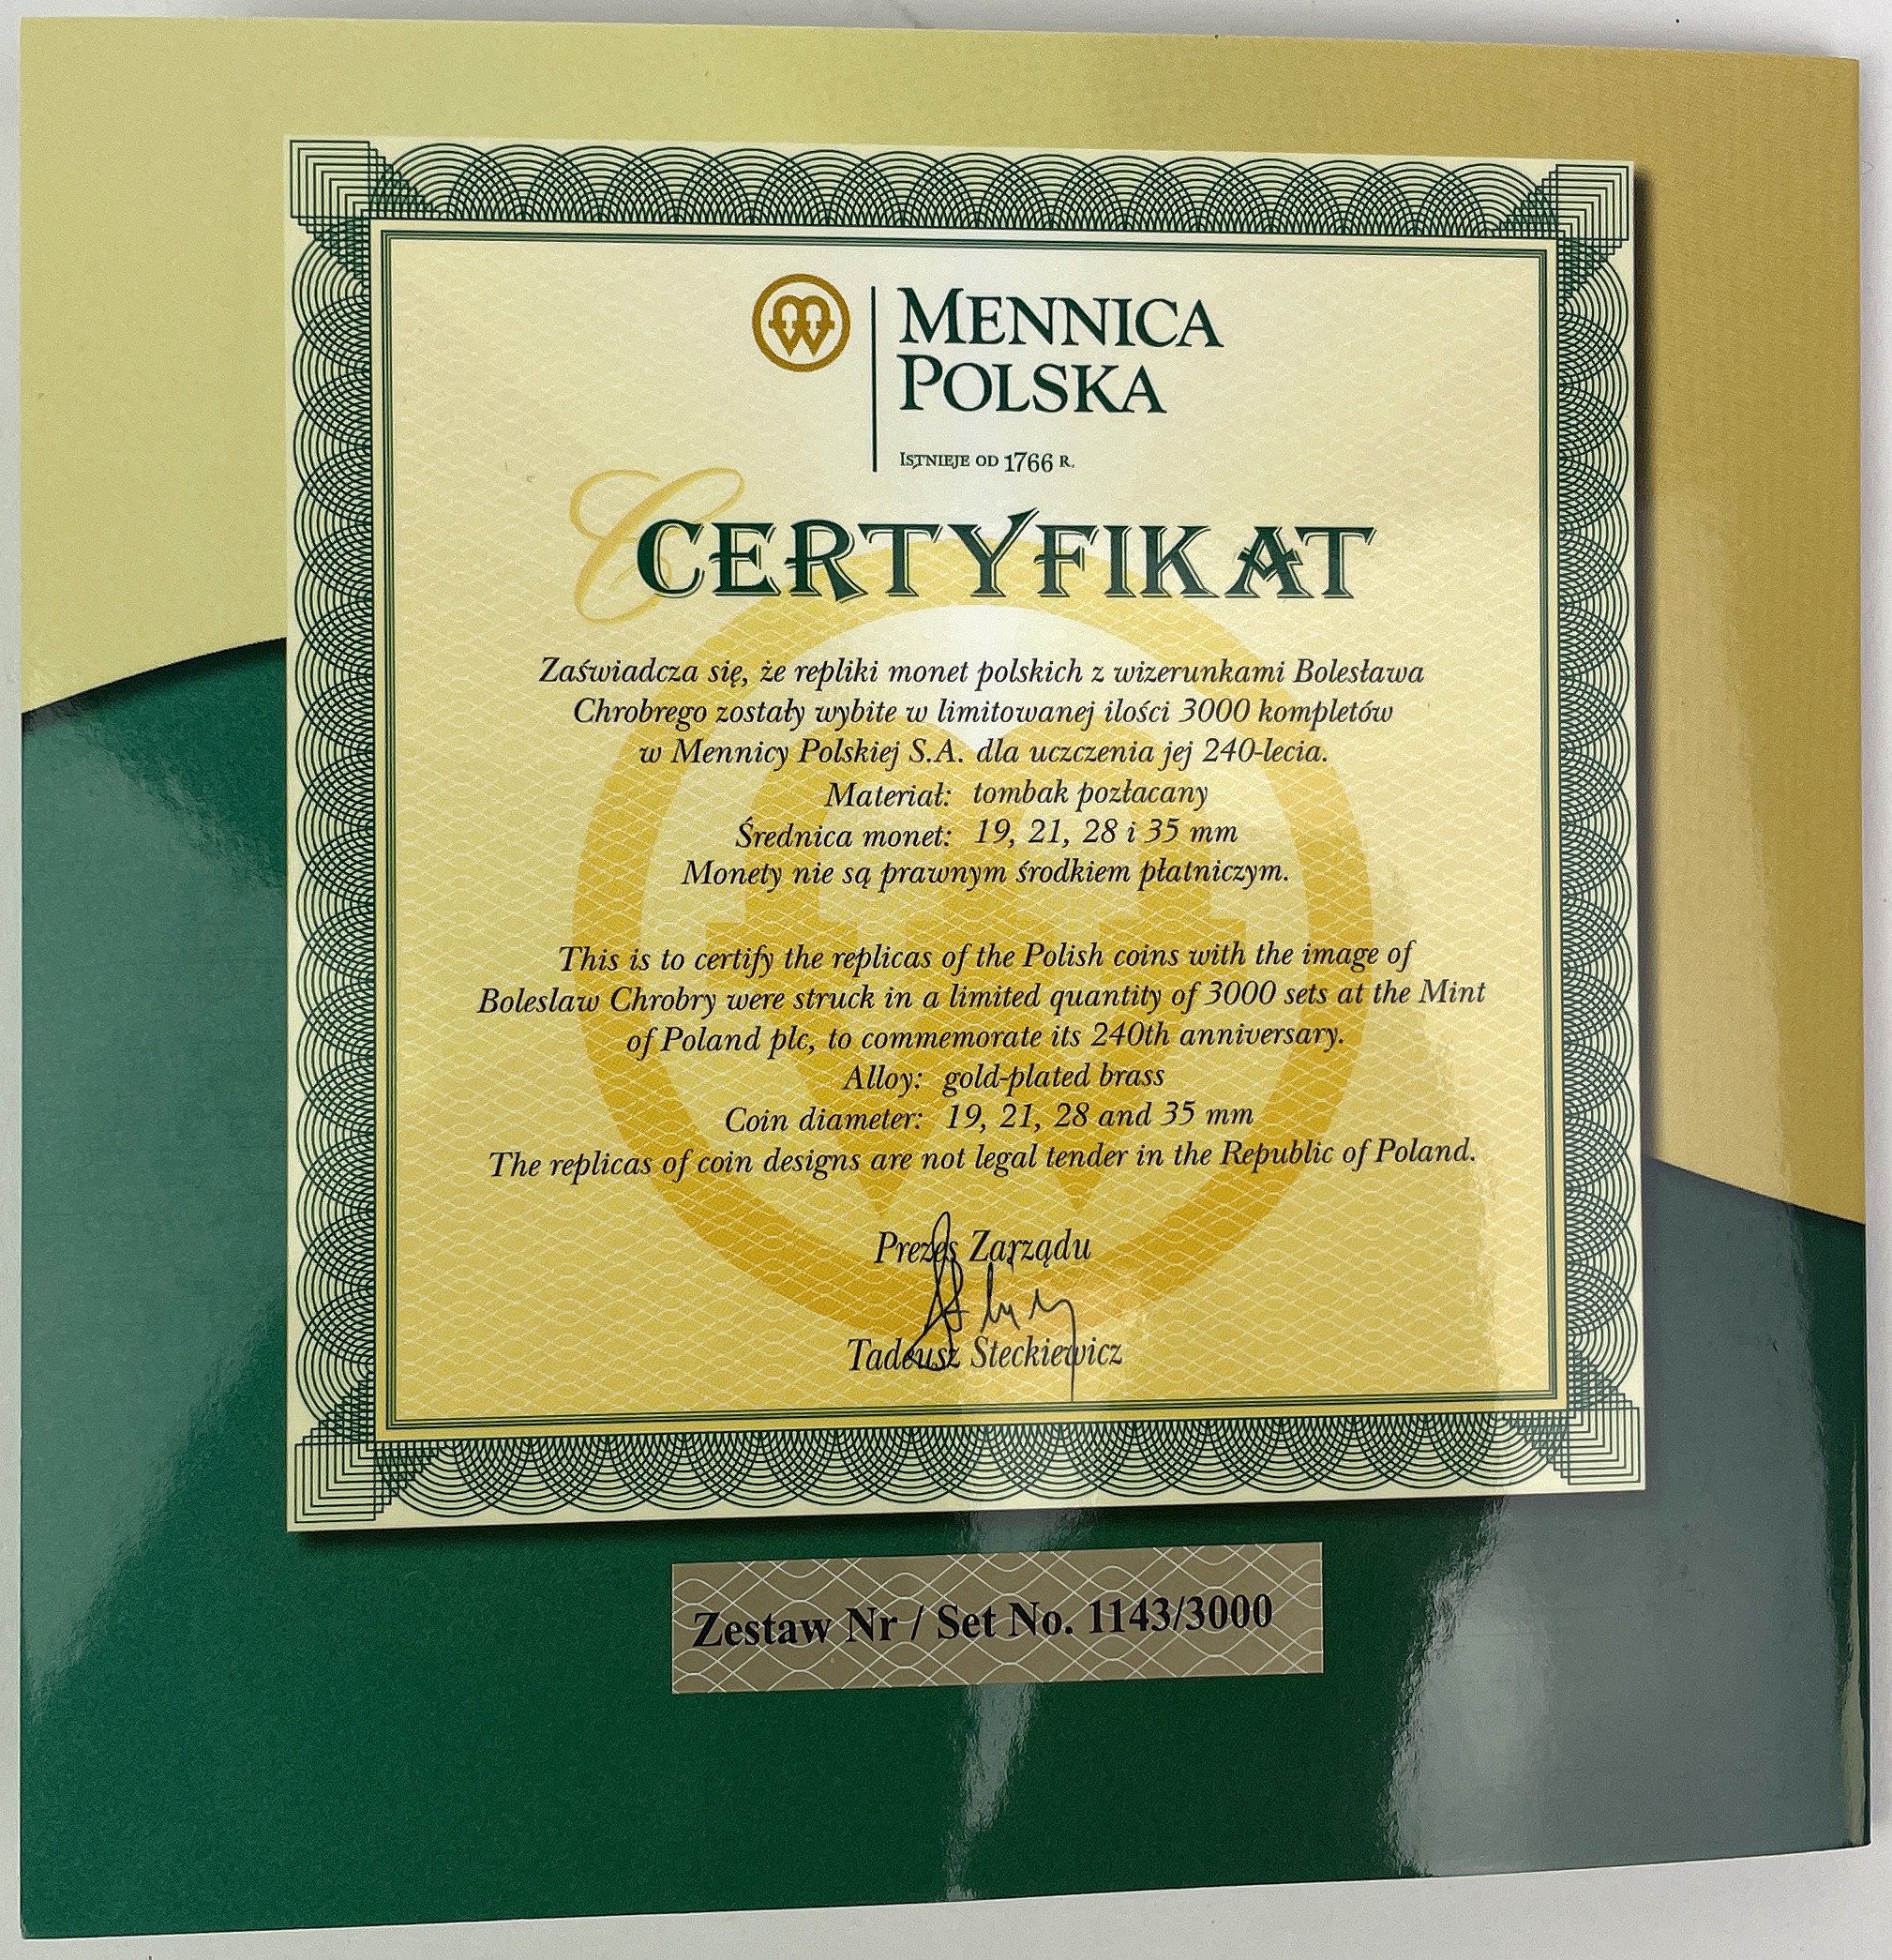 MENNICA
POLSKA
ISTNIEJE OD 1766 R.
CERTYFIKAT
Zaświadcza się, że repliki monet polskich z wizerunkami Bolesława
Chrobrego zostały wybite w limitowanej ilości 3000 kompletów
w Mennicy Polskiej S.A. dla uczczenia jej 240-lecia.
Materiał: tombak pozłacany
Średnica monet: 19, 21, 28 i 35 mm
Monety nie są prawnym środkiem płatniczym.
This is to certify the replicas of the Polish coins with the image of
Boleslaw Chrobry were struck in a limited quantity of 3000 sets at the Mint
of Poland plc, to commemorate its 240th anniversary.
Alloy: gold-plated brass
Coin diameter: 19, 21, 28 and 35 mm
The replicas of coin designs are not legal tender in the Republic of Poland.
Prezes Zarządu
Tadeusz Steckiewicz
Zestaw Nr / Set No. 1143/3000